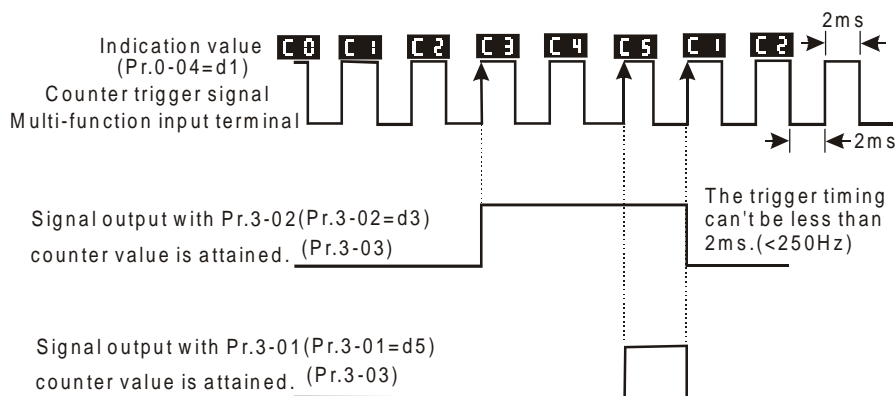 2ms
Indication value C0 C1 C2 C3 C4 C5 C1 C2
(Pr.0-04=d1)
Counter trigger signal
Multi-function input terminal
2ms
The trigger timing
can't be less than
2ms.(<250Hz)
Signal output with Pr.3-02(Pr.3-02=d3)
counter value is attained. (Pr.3-03)
Signal output with Pr.3-01(Pr.3-01=d5)
counter value is attained. (Pr.3-03)